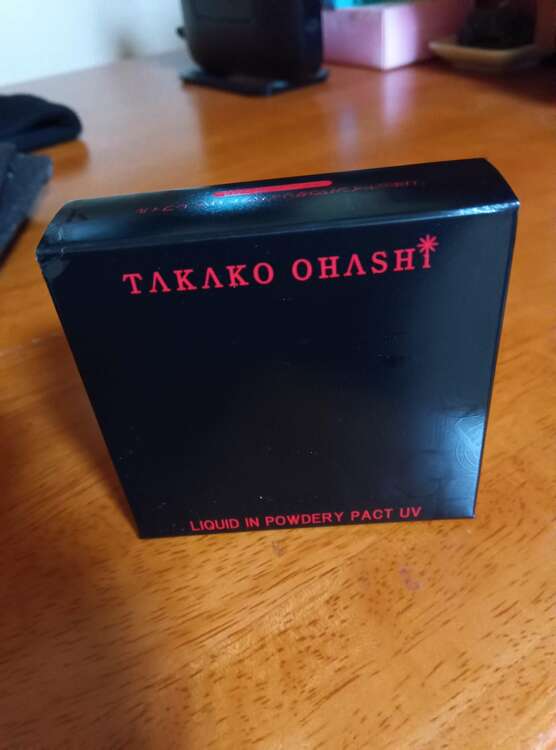 TAKAKO OHASHI
LIQUID IN POWDERY PACT UV